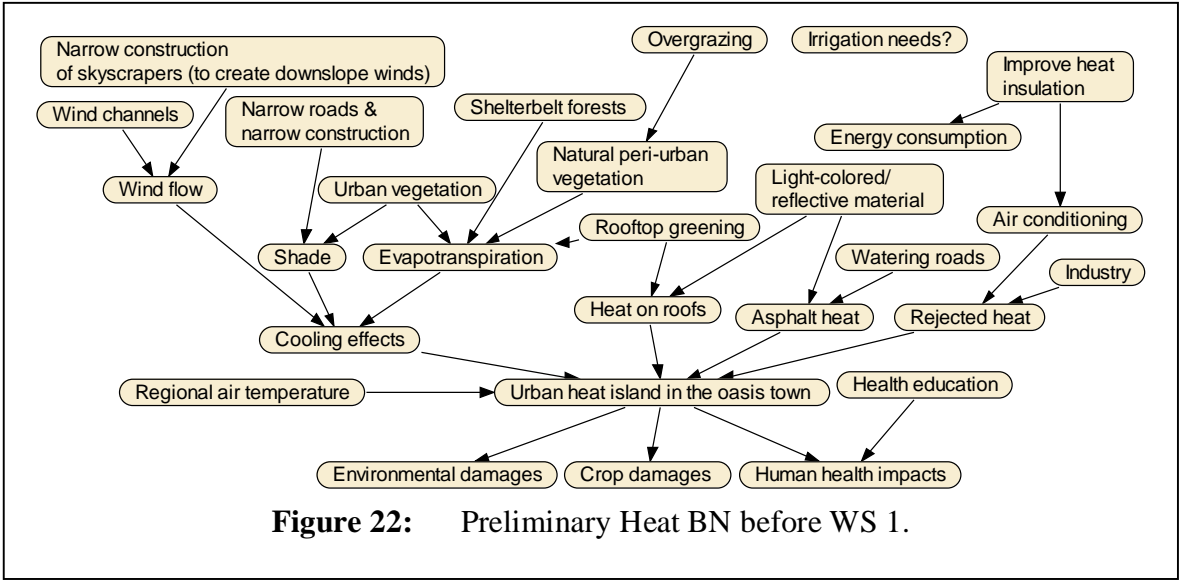 Narrow construction
of skyscrapers (to create downslope winds)
Overgrazing
Irrigation needs?
Improve heat
insulation
Wind channels
Narrow roads &
narrow construction
Shelterbelt forests
Energy consumption
Natural peri-urban
vegetation
Light-colored/
reflective material
Wind flow
Urban vegetation
Air conditioning
Rooftop greening
Shade
Evapotranspiration
Watering roads
Industry
Heat on roofs
Asphalt heat
Rejected heat
Cooling effects
Regional air temperature
Urban heat island in the oasis town
Health education
Environmental damages
Crop damages
Human health impacts
Figure 22: Preliminary Heat BN before WS 1.